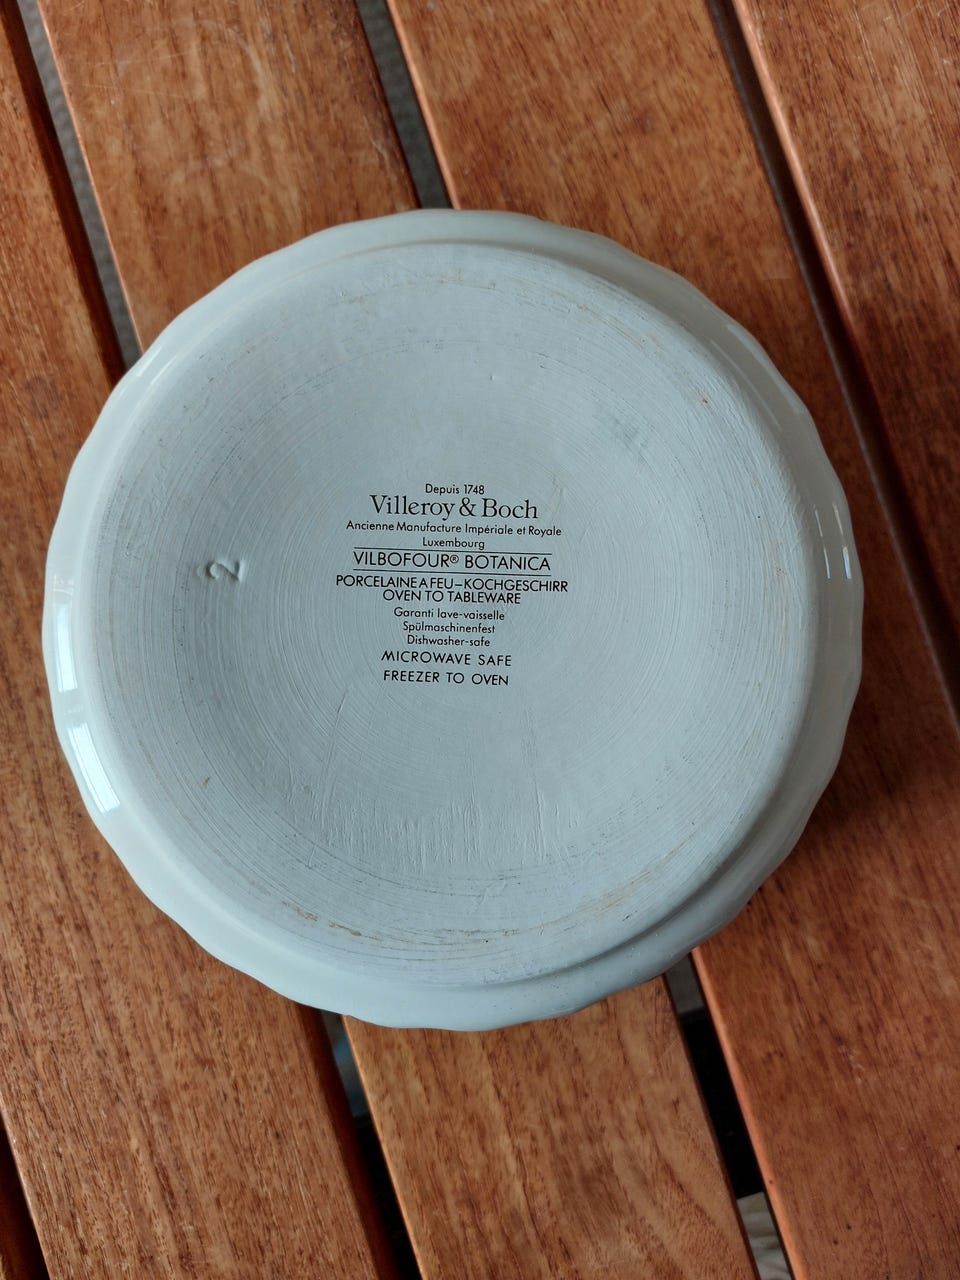 Depuis 1748
Villeroy & Boch
Ancienne Manufacture Impériale et Royale
Luxembourg
VILBOFOUR® BOTANICA
PORCELAINE A FEU–KOCHGESCHIRR
OVEN TO TABLEWARE
Garanti lave-vaisselle
Spülmaschinenfest
Dishwasher-safe
MICROWAVE SAFE
FREEZER TO OVEN
2